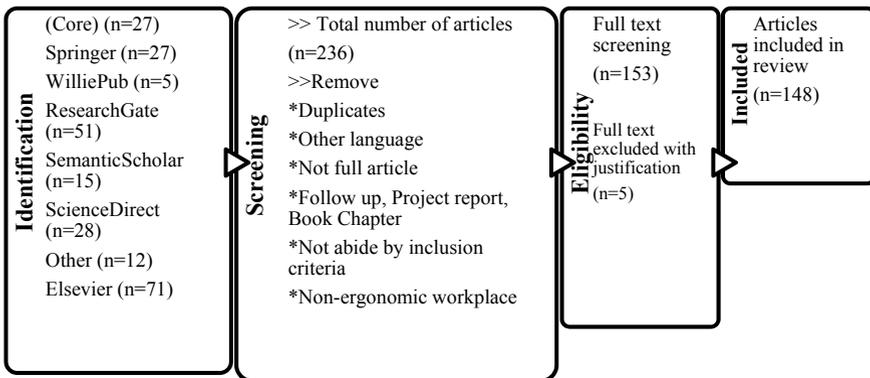 Identification
(Core) (n=27)
Springer (n=27)
WilliePub (n=5)
ResearchGate
(n=51)
SemanticScholar
(n=15)
ScienceDirect
(n=28)
Other (n=12)
Elsevier (n=71)
Screening
>> Total number of articles
(n=236)
>>Remove
*Duplicates
*Other language
*Not full article
*Follow up, Project report,
Book Chapter
*Not abide by inclusion
criteria
*Non-ergonomic workplace
Eligibility
Full text
screening
(n=153)
Full text
excluded with
justification
(n=5)
Included
Articles
included in
review
(n=148)